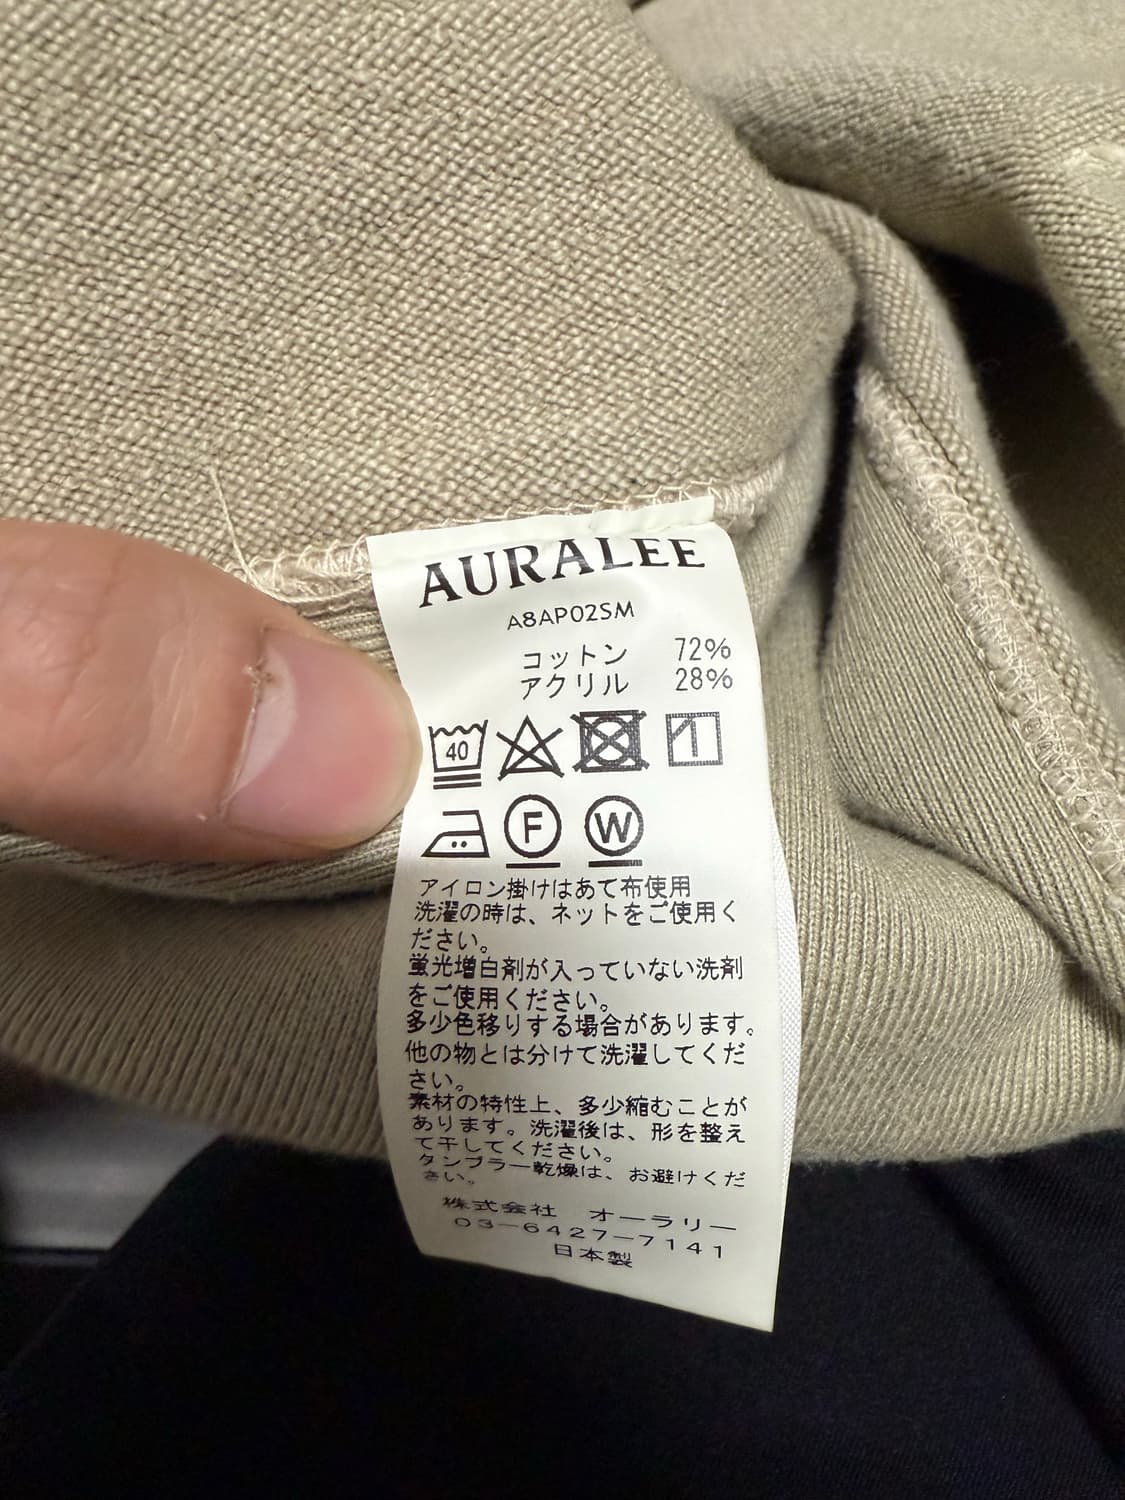 AURALEE
A8AP02SM
コットン 72%
アクリル 28%
40
F W
アイロン掛けはあて布使用
洗濯の時は、ネットをご使用く
ださい。
蛍光増白剤が入っていない洗剤
をご使用ください。
多少色移りする場合があります。
他の物とは分けて洗濯してくだ
さい。
素材の特性上、多少縮むことが
あります。洗濯後は、形を整え
て干してください。
タンブラー乾燥は、お避けくだ
さい。
株式会社 オーラリー
03-6427-7141
日本製